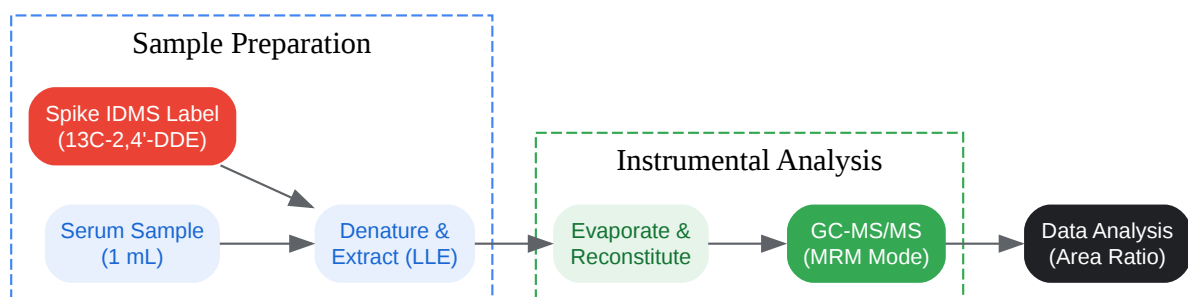 Sample Preparation
Spike IDMS Label
(13C-2,4'-DDE)
Serum Sample
(1 mL)
Denature &
Extract (LLE)
Instrumental Analysis
Evaporate &
Reconstitute
GC-MS/MS
(MRM Mode)
Data Analysis
(Area Ratio)